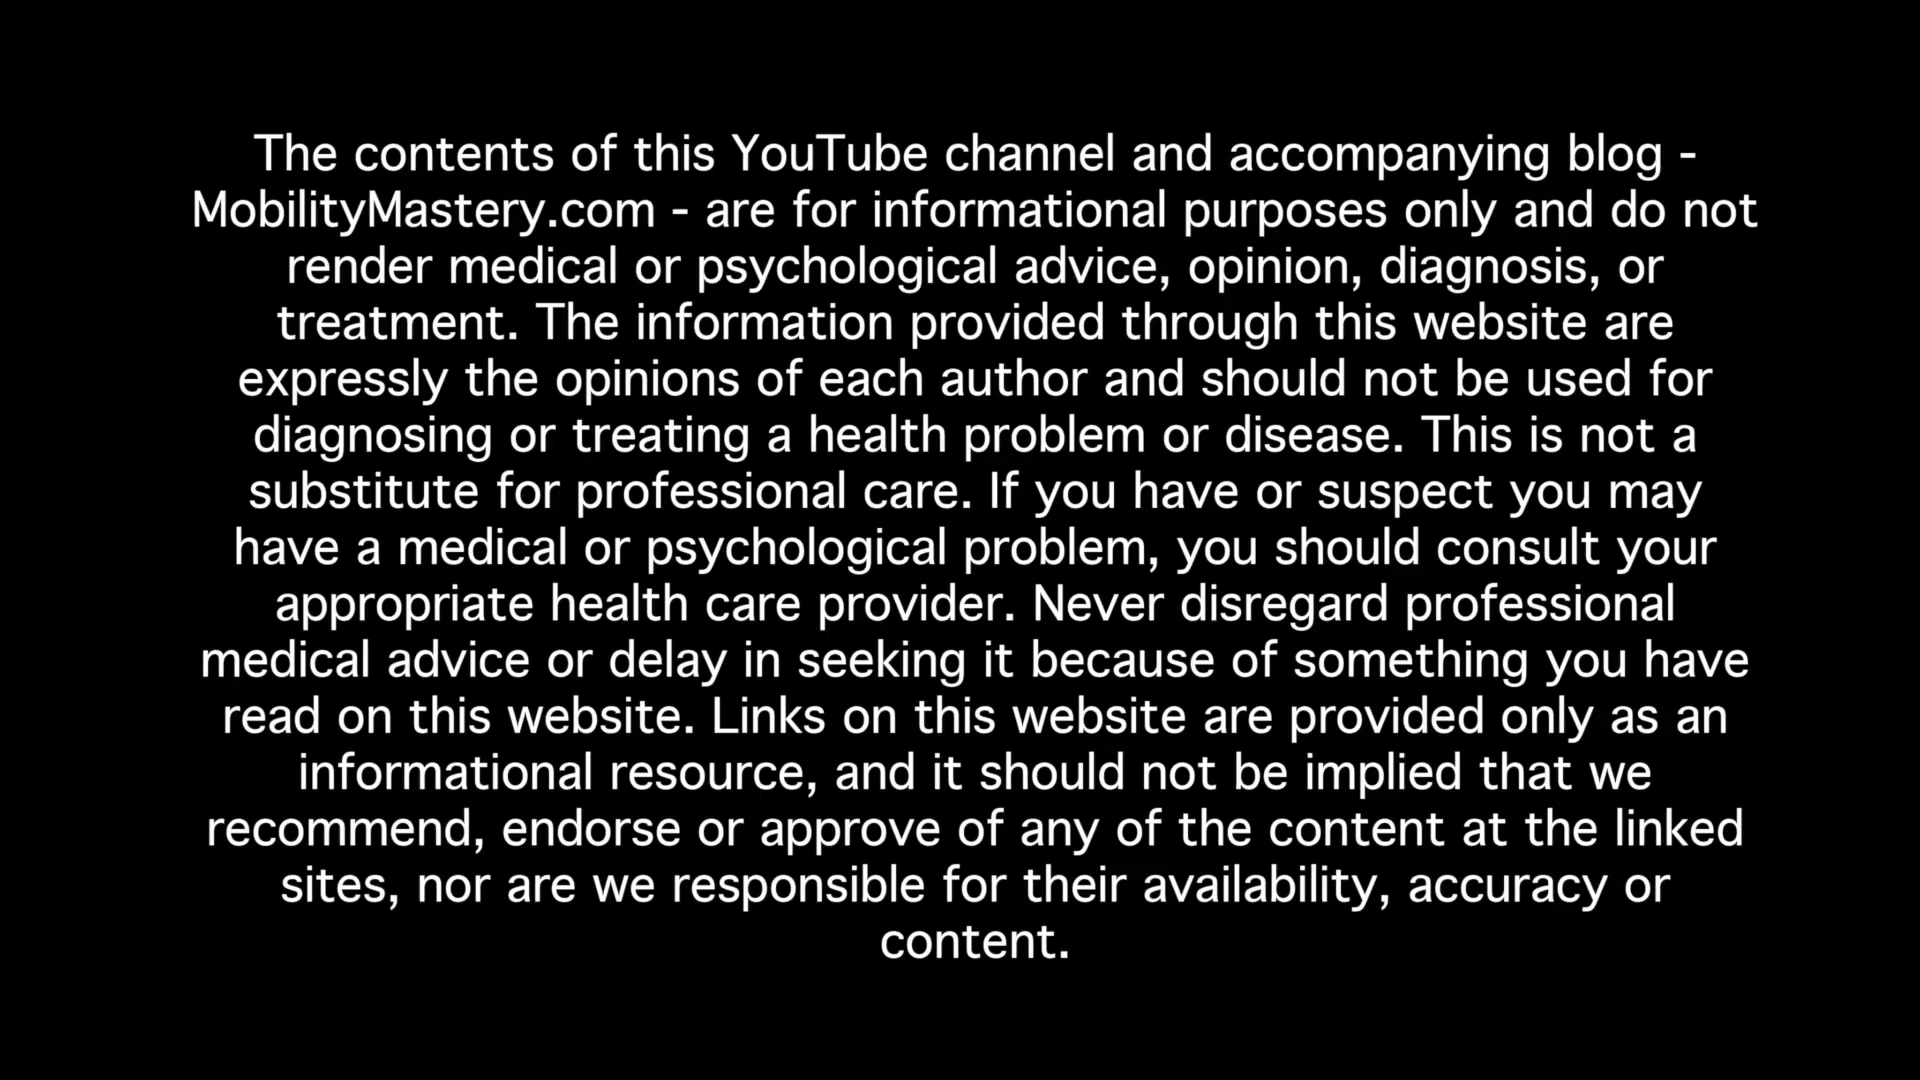 The contents of this YouTube channel and accompanying blog -
MobilityMastery.com - are for informational purposes only and do not
render medical or psychological advice, opinion, diagnosis, or
treatment. The information provided through this website are
expressly the opinions of each author and should not be used for
diagnosing or treating a health problem or disease. This is not a
substitute for professional care. If you have or suspect you may
have a medical or psychological problem, you should consult your
appropriate health care provider. Never disregard professional
medical advice or delay in seeking it because of something you have
read on this website. Links on this website are provided only as an
informational resource, and it should not be implied that we
recommend, endorse or approve of any of the content at the linked
sites, nor are we responsible for their availability, accuracy or
content.